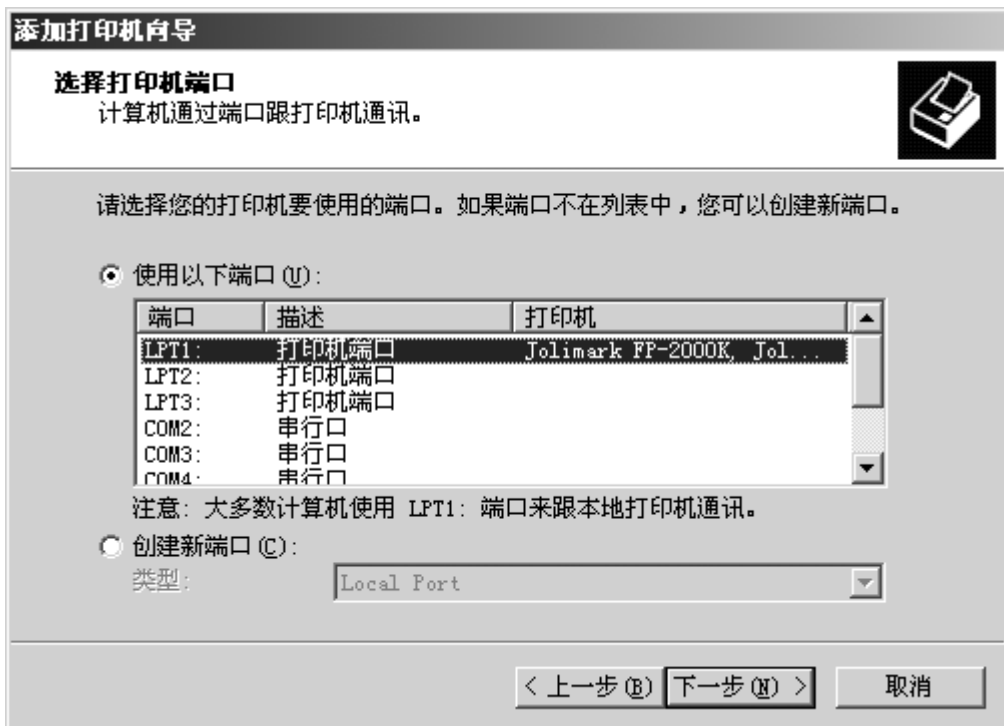 添加打印机向导
选择打印机端口
计算机通过端口跟打印机通讯。
请选择您的打印机要使用的端口。如果端口不在列表中，您可以创建新端口。
使用以下端口(U):
端口 描述 打印机
LPT1: 打印机端口 Jolimark FP-2000K, Jol...
LPT2: 打印机端口
LPT3: 打印机端口
COM2: 串行口
COM3: 串行口
COM4: 串行口
注意: 大多数计算机使用 LPT1: 端口来跟本地打印机通讯。
创建新端口(C):
类型: Local Port
< 上一步(B) 下一步(N) > 取消